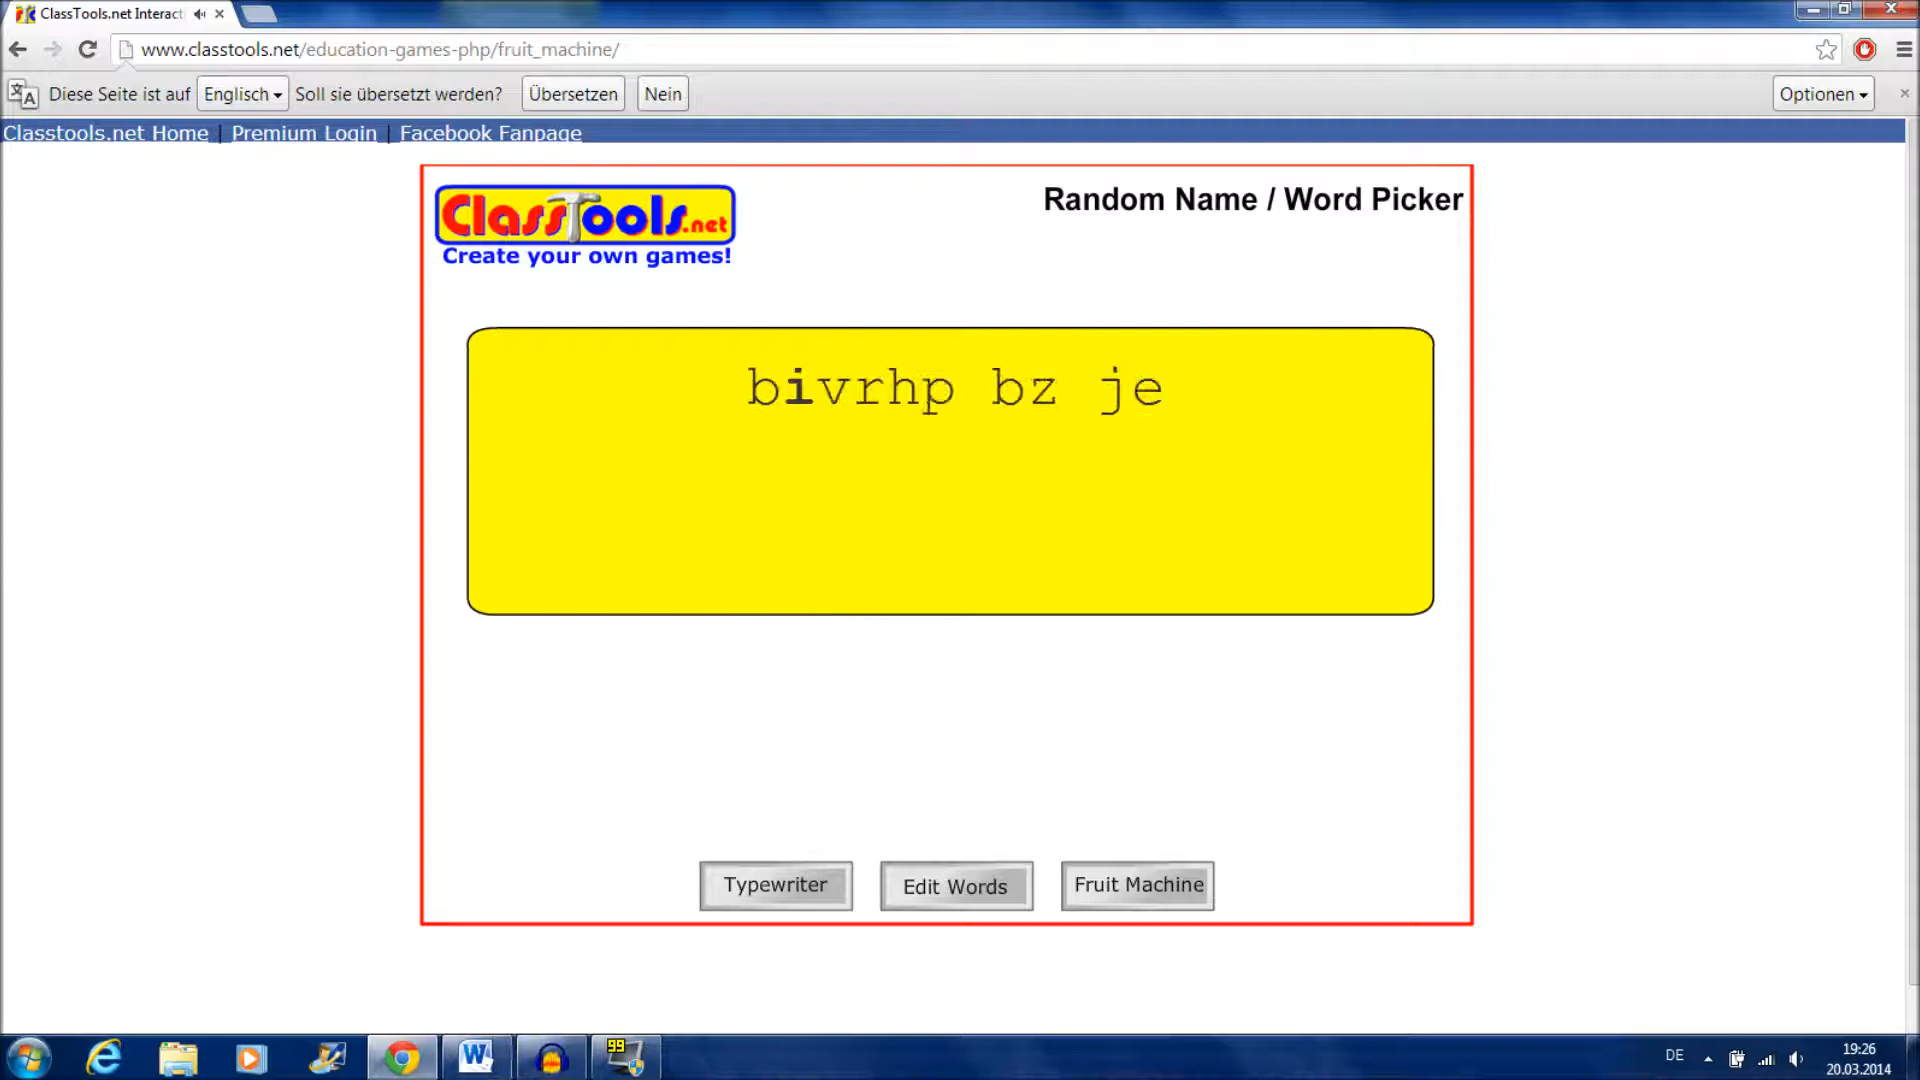 ClassTools.net Interact
www.classtools.net/education-games-php/fruit_machine/
Diese Seite ist auf Englisch Soll sie übersetzt werden? Übersetzen Nein Optionen
Classtools.net Home | Premium Login | Facebook Fanpage
ClassTools.net
Create your own games!
Random Name / Word Picker
bivrhp bz je
Typewriter Edit Words Fruit Machine
99
DE
19:26
20.03.2014